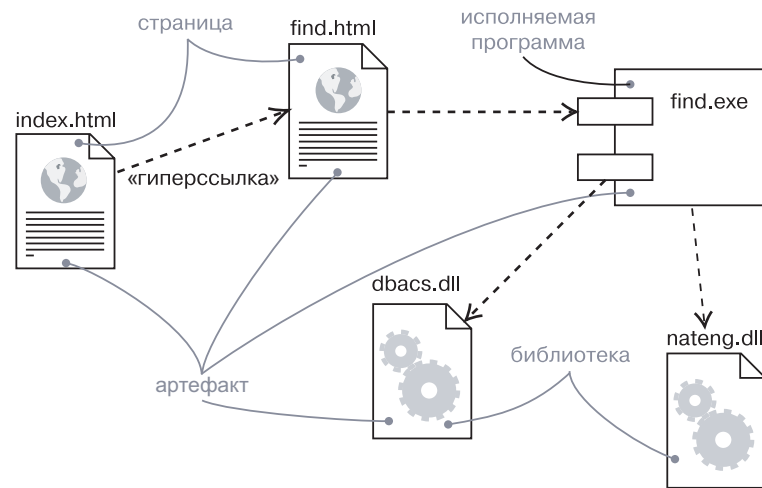 страница
find.html
исполняемая
программа
find.exe
index.html
«гиперссылка»
dbacs.dll
nateng.dll
библиотека
артефакт